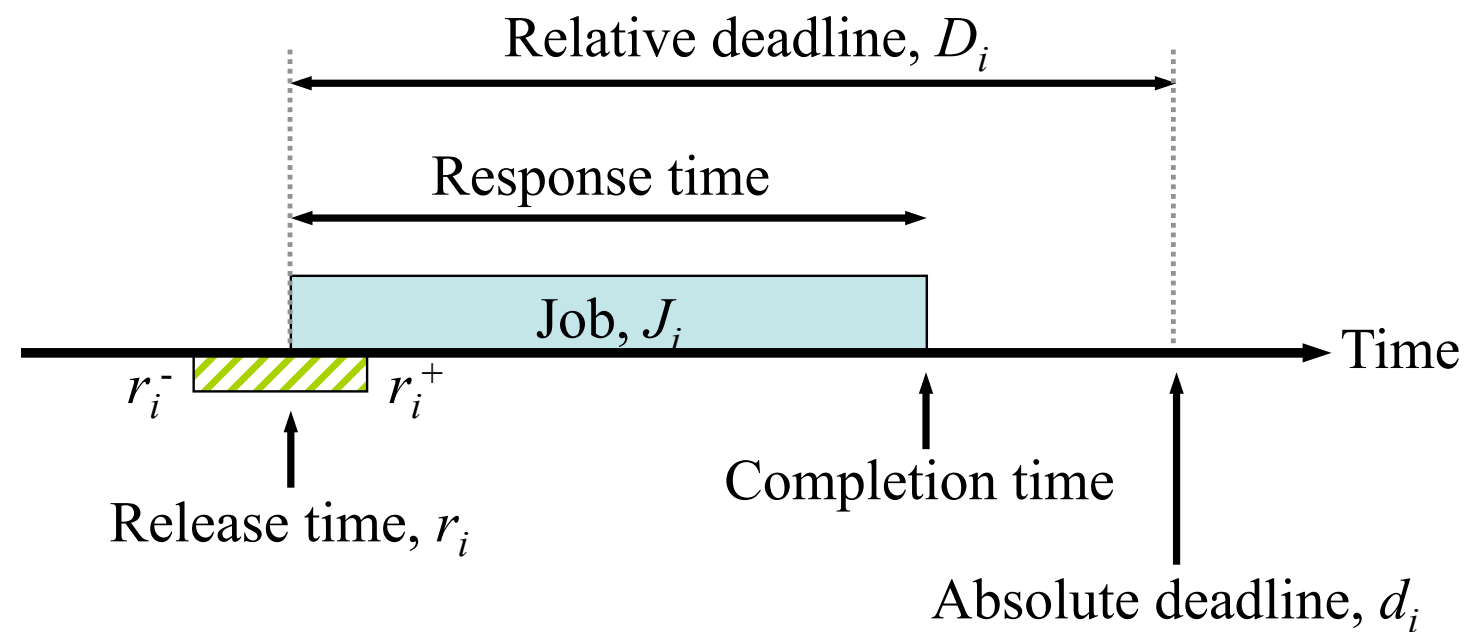 Relative deadline, Di
Response time
Job, Ji
Time
ri-
ri+
Completion time
Release time, ri
Absolute deadline, di